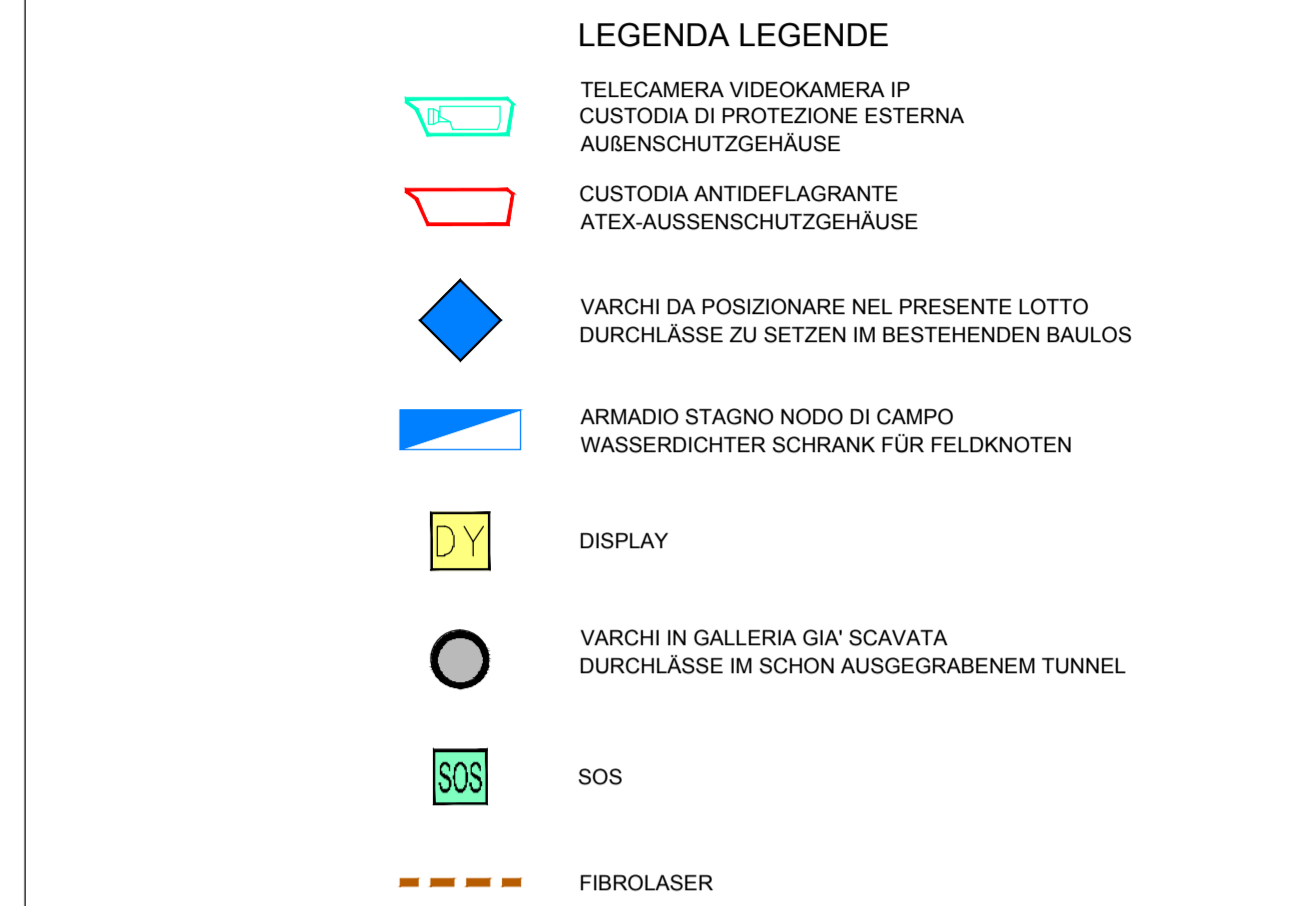 LEGENDA LEGENDE
TELECAMERA VIDEOKAMERA IP
CUSTODIA DI PROTEZIONE ESTERNA
AUßENSCHUTZGEHÄUSE
CUSTODIA ANTIDEFLAGRANTE
ATEX-AUSSENSCHUTZGEHÄUSE
VARCHI DA POSIZIONARE NEL PRESENTE LOTTO
DURCHLÄSSE ZU SETZEN IM BESTEHENDEN BAULOS
ARMADIO STAGNO NODO DI CAMPO
WASSERDICHTER SCHRANK FÜR FELDKNOTEN
DY DISPLAY
VARCHI IN GALLERIA GIA' SCAVATA
DURCHLÄSSE IM SCHON AUSGEGRABENEM TUNNEL
SOS SOS
FIBROLASER